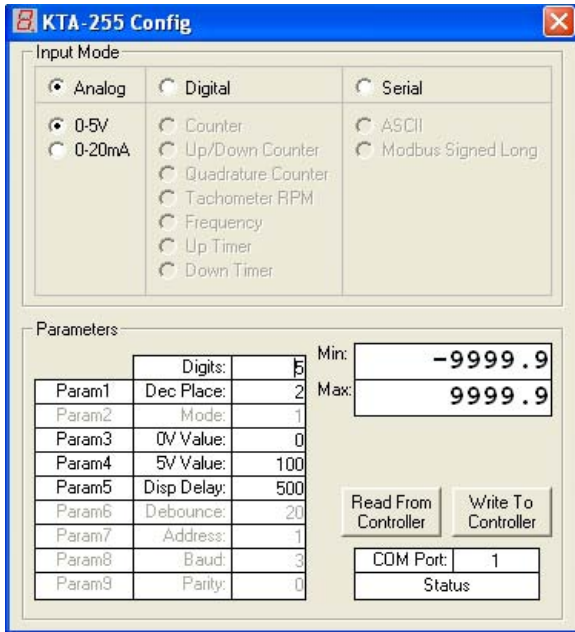 KTA-255 Config
Input Mode
Analog Digital Serial
0-5V Counter ASCII
0-20mA Up/Down Counter Modbus Signed Long
Quadrature Counter
Tachometer RPM
Frequency
Up Timer
Down Timer
Parameters
Digits: 5
Param1 Dec Place: 2
Param2 Mode: 1
Param3 0V Value: 0
Param4 5V Value: 100
Param5 Disp Delay: 500
Param6 Debounce: 20
Param7 Address: 1
Param8 Baud: 3
Param9 Parity: 0
Min: -9999.9
Max: 9999.9
Read From Controller
Write To Controller
COM Port: 1
Status